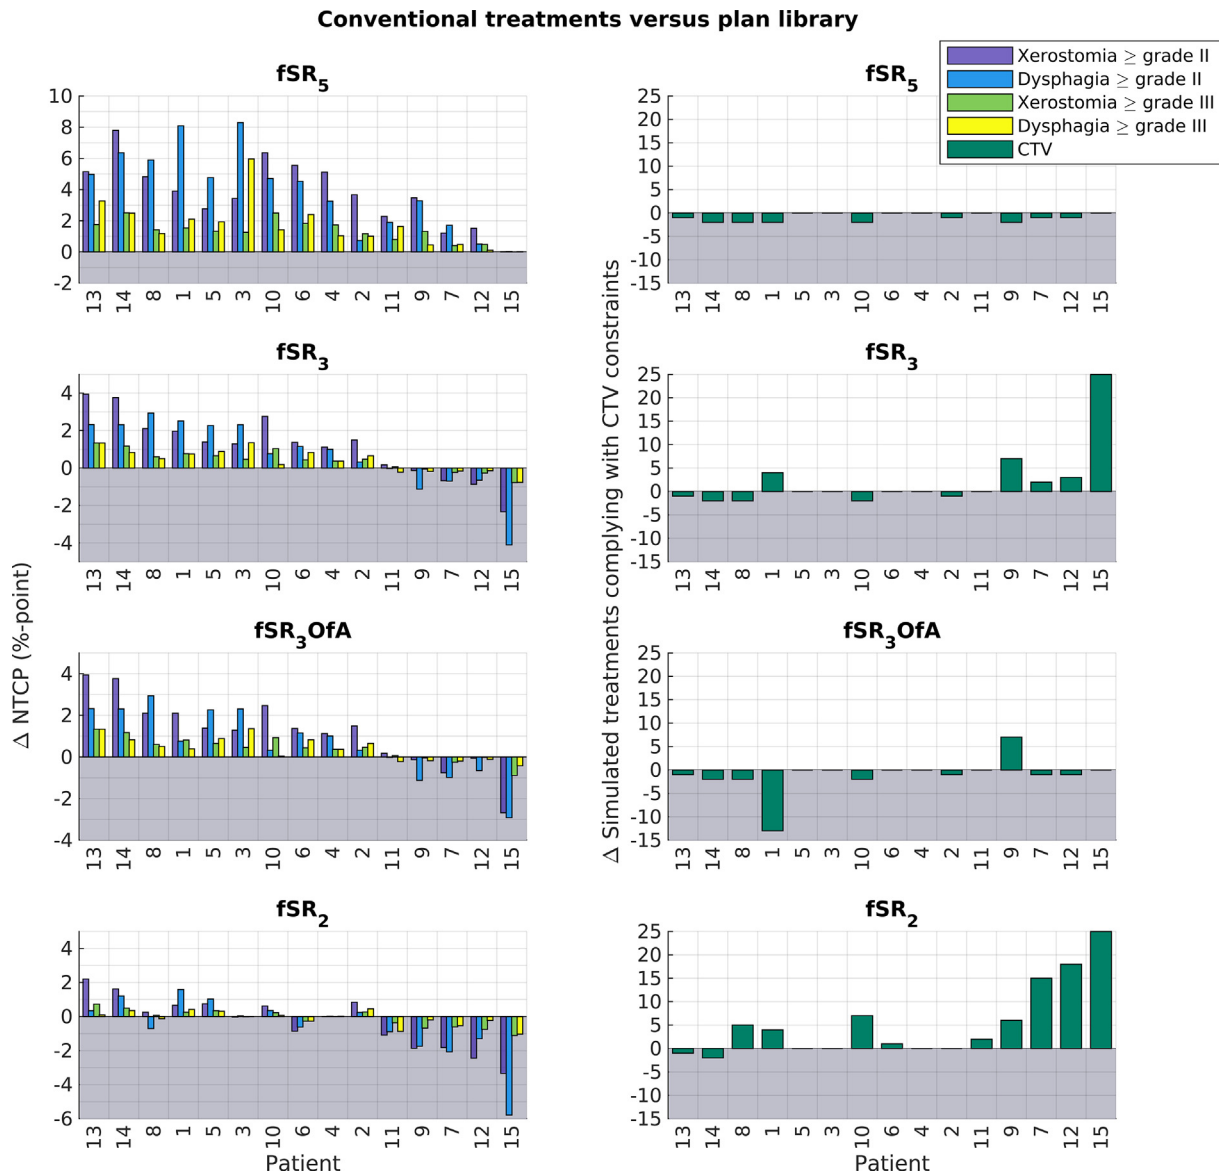 Conventional treatments versus plan library
Xerostomia ≥ grade II
Dysphagia ≥ grade II
Xerostomia ≥ grade III
Dysphagia ≥ grade III
CTV
fSR5
10
8
6
4
2
0
-2
13 14 8 1 5 3 10 6 4 2 11 9 7 12 15
fSR5
25
20
15
10
5
0
-5
-10
-15
13 14 8 1 5 3 10 6 4 2 11 9 7 12 15
fSR3
4
2
0
-2
-4
13 14 8 1 5 3 10 6 4 2 11 9 7 12 15
fSR3
25
20
15
10
5
0
-5
-10
-15
13 14 8 1 5 3 10 6 4 2 11 9 7 12 15
Δ NTCP (%-point)
Δ Simulated treatments complying with CTV constraints
fSR3OfA
4
2
0
-2
-4
13 14 8 1 5 3 10 6 4 2 11 9 7 12 15
fSR3OfA
25
20
15
10
5
0
-5
-10
-15
13 14 8 1 5 3 10 6 4 2 11 9 7 12 15
fSR2
4
2
0
-2
-4
-6
13 14 8 1 5 3 10 6 4 2 11 9 7 12 15
Patient
fSR2
25
20
15
10
5
0
-5
-10
-15
13 14 8 1 5 3 10 6 4 2 11 9 7 12 15
Patient